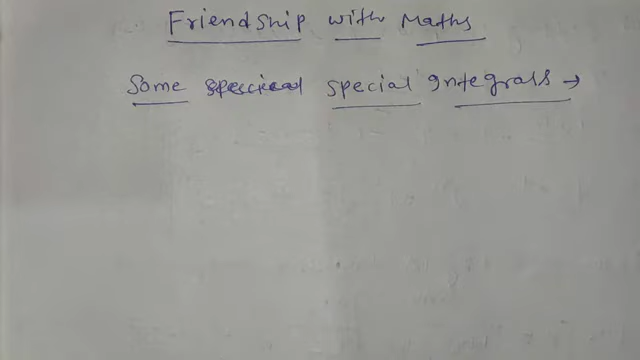 Friendship with Maths
Some special Integrals →